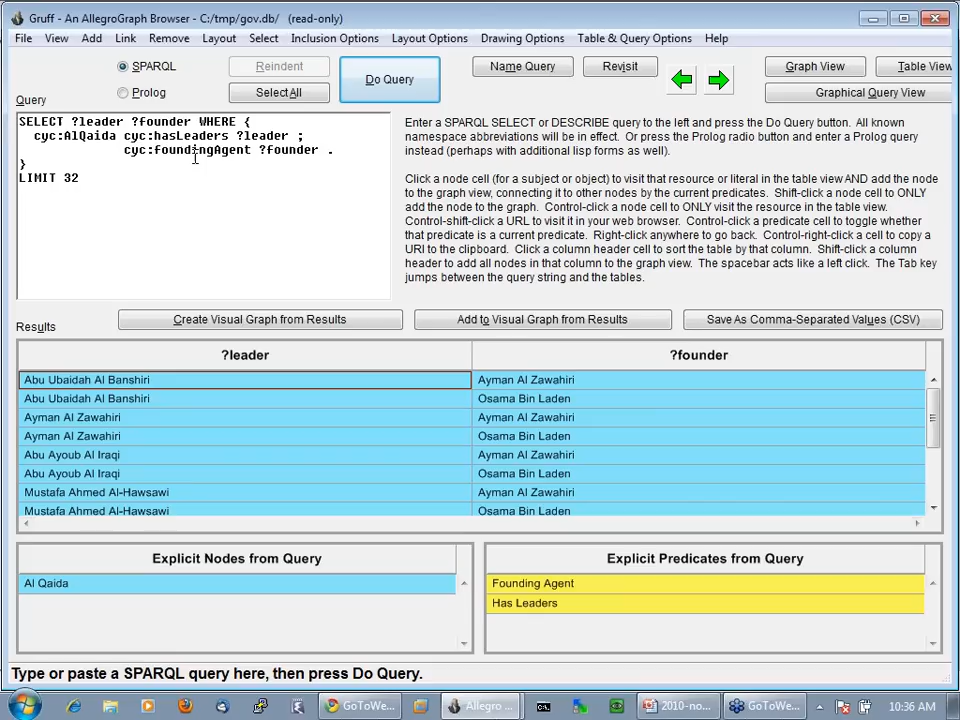 Gruff - An AllegroGraph Browser - C:/tmp/gov.db/   (read-only)
File View Add Link Remove Layout Select Inclusion Options Layout Options Drawing Options Table & Query Options Help
SPARQL Reindent Do Query Name Query Revisit Graph View Table View
Query Prolog Select All Graphical Query View
SELECT ?leader ?founder WHERE {
cyc:AlQaida cyc:hasLeaders ?leader ;
cyc:foundingAgent ?founder .
}
LIMIT 32
Enter a SPARQL SELECT or DESCRIBE query to the left and press the Do Query button. All known
namespace abbreviations will be in effect. Or press the Prolog radio button and enter a Prolog query
instead (perhaps with additional lisp forms as well).
Click a node cell (for a subject or object) to visit that resource or literal in the table view AND add the node
to the graph view, connecting it to other nodes by the current predicates. Shift-click a node cell to ONLY
add the node to the graph. Control-click a node cell to ONLY visit the resource in the table view.
Control-shift-click a URL to visit it in your web browser. Control-click a predicate cell to toggle whether
that predicate is a current predicate. Right-click anywhere to go back. Control-right-click a cell to copy a
URI to the clipboard. Click a column header cell to sort the table by that column. Shift-click a column
header to add all nodes in that column to the graph view. The spacebar acts like a left click. The Tab key
jumps between the query string and the tables.
Results Create Visual Graph from Results Add to Visual Graph from Results Save As Comma-Separated Values (CSV)
?leader ?founder
Abu Ubaidah Al Banshiri Ayman Al Zawahiri
Abu Ubaidah Al Banshiri Osama Bin Laden
Ayman Al Zawahiri Ayman Al Zawahiri
Ayman Al Zawahiri Osama Bin Laden
Abu Ayoub Al Iraqi Ayman Al Zawahiri
Abu Ayoub Al Iraqi Osama Bin Laden
Mustafa Ahmed Al-Hawsawi Ayman Al Zawahiri
Mustafa Ahmed Al-Hawsawi Osama Bin Laden
Explicit Nodes from Query Explicit Predicates from Query
Al Qaida Founding Agent
Has Leaders
Type or paste a SPARQL query here, then press Do Query.
GoToWe... Allegro ... 2010-no... GoToWe... 10:36 AM